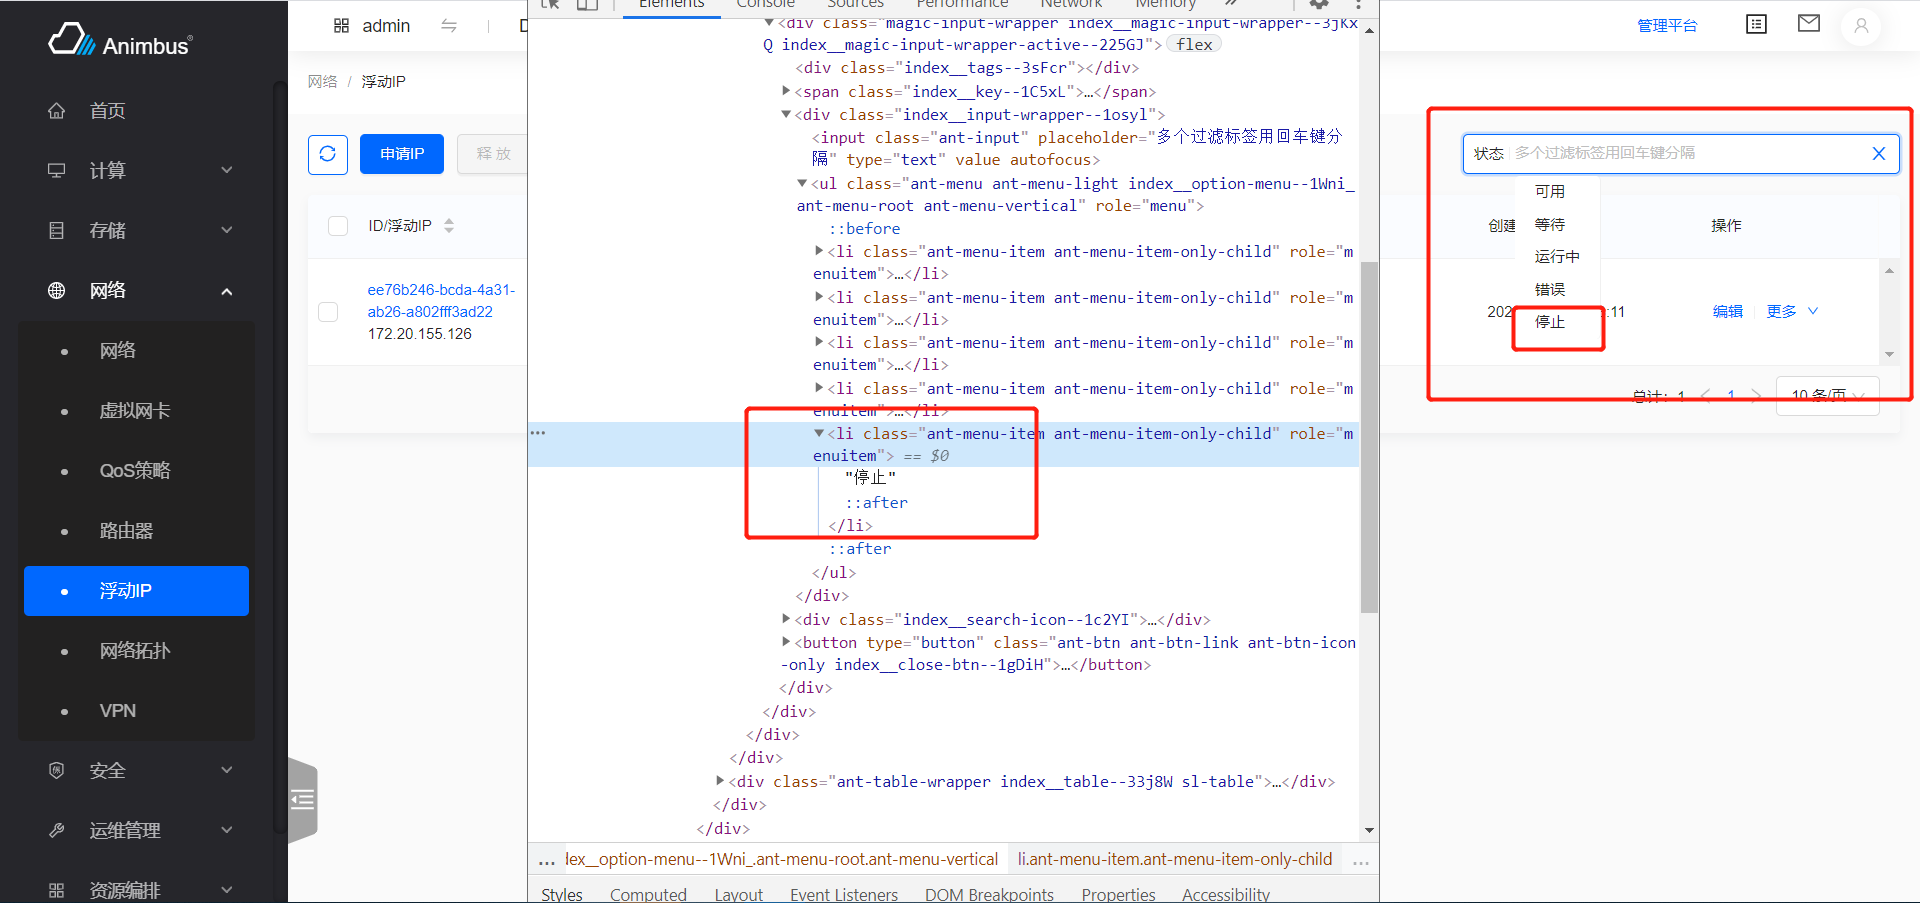 Animbus®
首页
计算
存储
网络
网络
虚拟网卡
QoS策略
路由器
浮动IP
网络拓扑
VPN
安全
运维管理
资源编排
admin
网络 / 浮动IP
申请IP
释 放
ID/浮动IP
ee76b246-bcda-4a31-
ab26-a802fff3ad22
172.20.155.126
Elements Console Sources Performance Network Memory
<div class="magic-input-wrapper index__magic-input-wrapper--3jKx
Q index__magic-input-wrapper-active--225GJ"> flex
<div class="index__tags--3sFcr"></div>
<span class="index__key--1C5xL">…</span>
<div class="index__input-wrapper--1osyl">
<input class="ant-input" placeholder="多个过滤标签用回车键分
隔" type="text" value autofocus>
<ul class="ant-menu ant-menu-light index__option-menu--1Wni_
ant-menu-root ant-menu-vertical" role="menu">
::before
<li class="ant-menu-item ant-menu-item-only-child" role="m
enuitem">…</li>
<li class="ant-menu-item ant-menu-item-only-child" role="m
enuitem">…</li>
<li class="ant-menu-item ant-menu-item-only-child" role="m
enuitem">…</li>
<li class="ant-menu-item ant-menu-item-only-child" role="m
enuitem">…</li>
<li class="ant-menu-item ant-menu-item-only-child" role="m
enuitem"> == $0
"停止"
::after
</li>
::after
</ul>
</div>
<div class="index__search-icon--1c2YI">…</div>
<button type="button" class="ant-btn ant-btn-link ant-btn-icon
-only index__close-btn--1gDiH">…</button>
</div>
</div>
</div>
</div>
<div class="ant-table-wrapper index__table--33j8W sl-table">…</div>
</div>
</div>
... dex__option-menu--1Wni_.ant-menu-root.ant-menu-vertical li.ant-menu-item.ant-menu-item-only-child ...
Styles Computed Layout Event Listeners DOM Breakpoints Properties Accessibility
管理平台
状态 多个过滤标签用回车键分隔
可用
等待
运行中
错误
停止
创建
操作
202
:11
编辑 更多
总计: 1 1 10 条/页